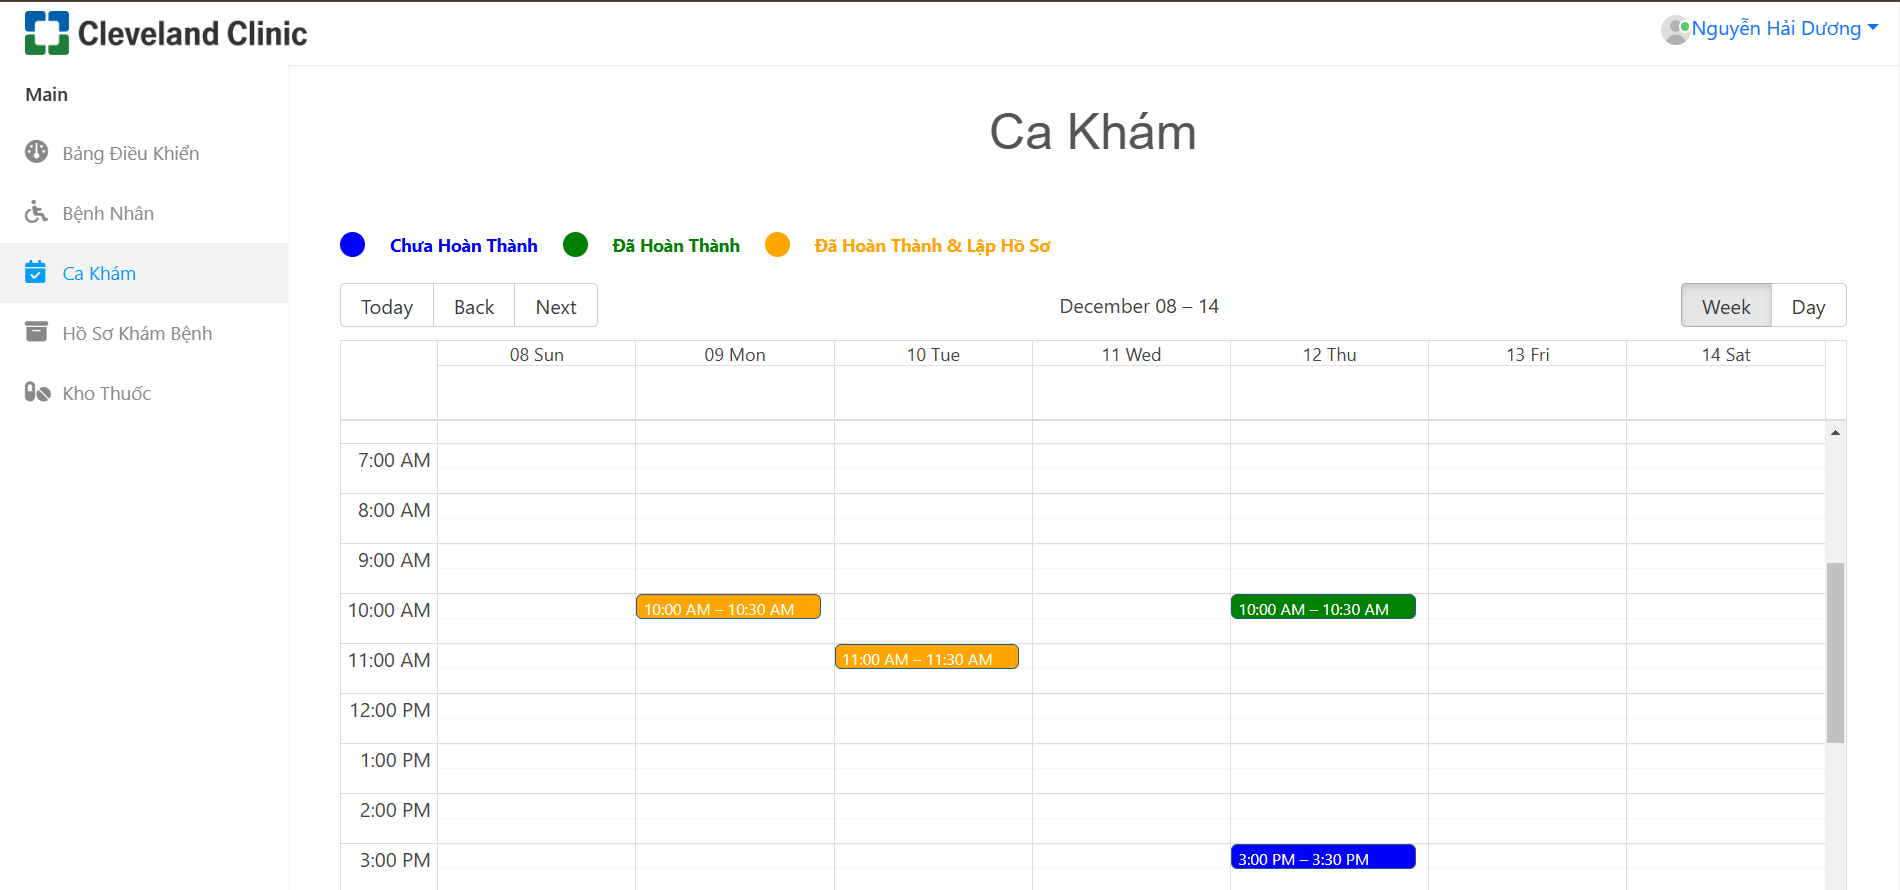 Cleveland Clinic
Nguyễn Hải Dương
Main
Bảng Điều Khiển
Bệnh Nhân
Ca Khám
Hồ Sơ Khám Bệnh
Kho Thuốc
Ca Khám
Chưa Hoàn Thành
Đã Hoàn Thành
Đã Hoàn Thành & Lập Hồ Sơ
Today
Back
Next
December 08 – 14
Week
Day
08 Sun
09 Mon
10 Tue
11 Wed
12 Thu
13 Fri
14 Sat
7:00 AM
8:00 AM
9:00 AM
10:00 AM
10:00 AM – 10:30 AM
10:00 AM – 10:30 AM
11:00 AM
11:00 AM – 11:30 AM
12:00 PM
1:00 PM
2:00 PM
3:00 PM
3:00 PM – 3:30 PM